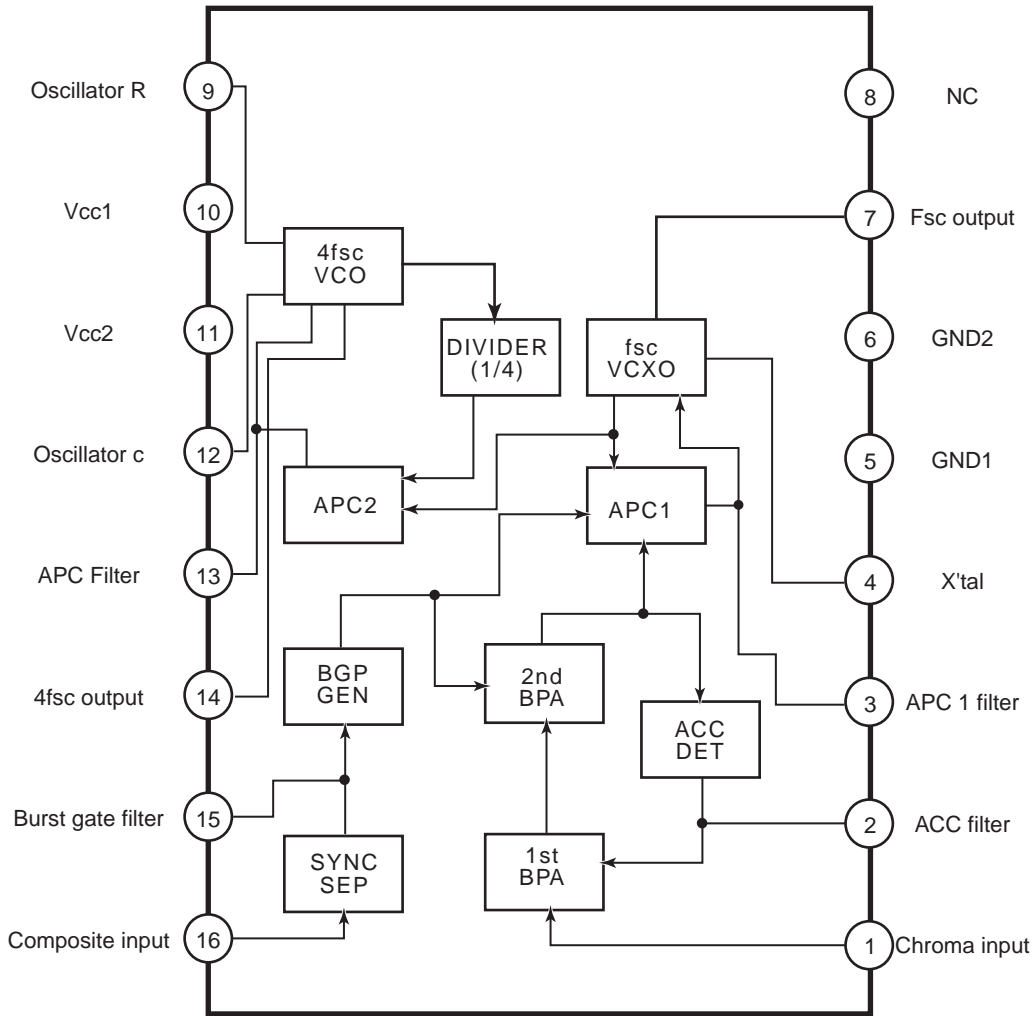 Oscillator R
9
8
NC
Vcc1
10
7
Fsc output
4fsc
VCO
Vcc2
11
DIVIDER
(1/4)
fsc
VCXO
6
GND2
Oscillator c
12
5
GND1
APC2
APC1
APC Filter
13
4
X'tal
4fsc output
14
BGP
GEN
2nd
BPA
3
APC 1 filter
ACC
DET
Burst gate filter
15
2
ACC filter
SYNC
SEP
1st
BPA
Composite input
16
1
Chroma input